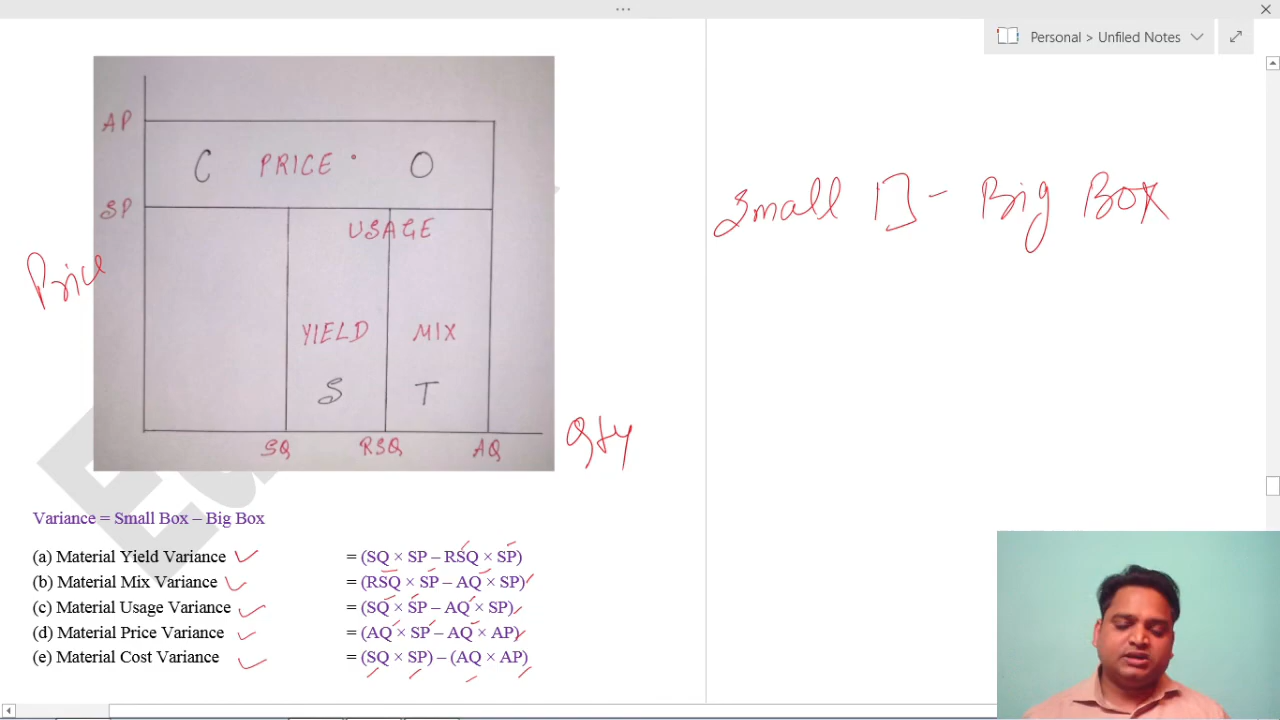 Personal > Unfiled Notes
AP
C PRICE O
SP
USAGE
Price
YIELD MIX
S T
SQ RSQ AQ
Qty
Small - Big Box
Variance = Small Box – Big Box
(a) Material Yield Variance = (SQ × SP – RSQ × SP)
(b) Material Mix Variance = (RSQ × SP – AQ × SP)
(c) Material Usage Variance = (SQ × SP – AQ × SP)
(d) Material Price Variance = (AQ × SP – AQ × AP)
(e) Material Cost Variance = (SQ × SP) – (AQ × AP)